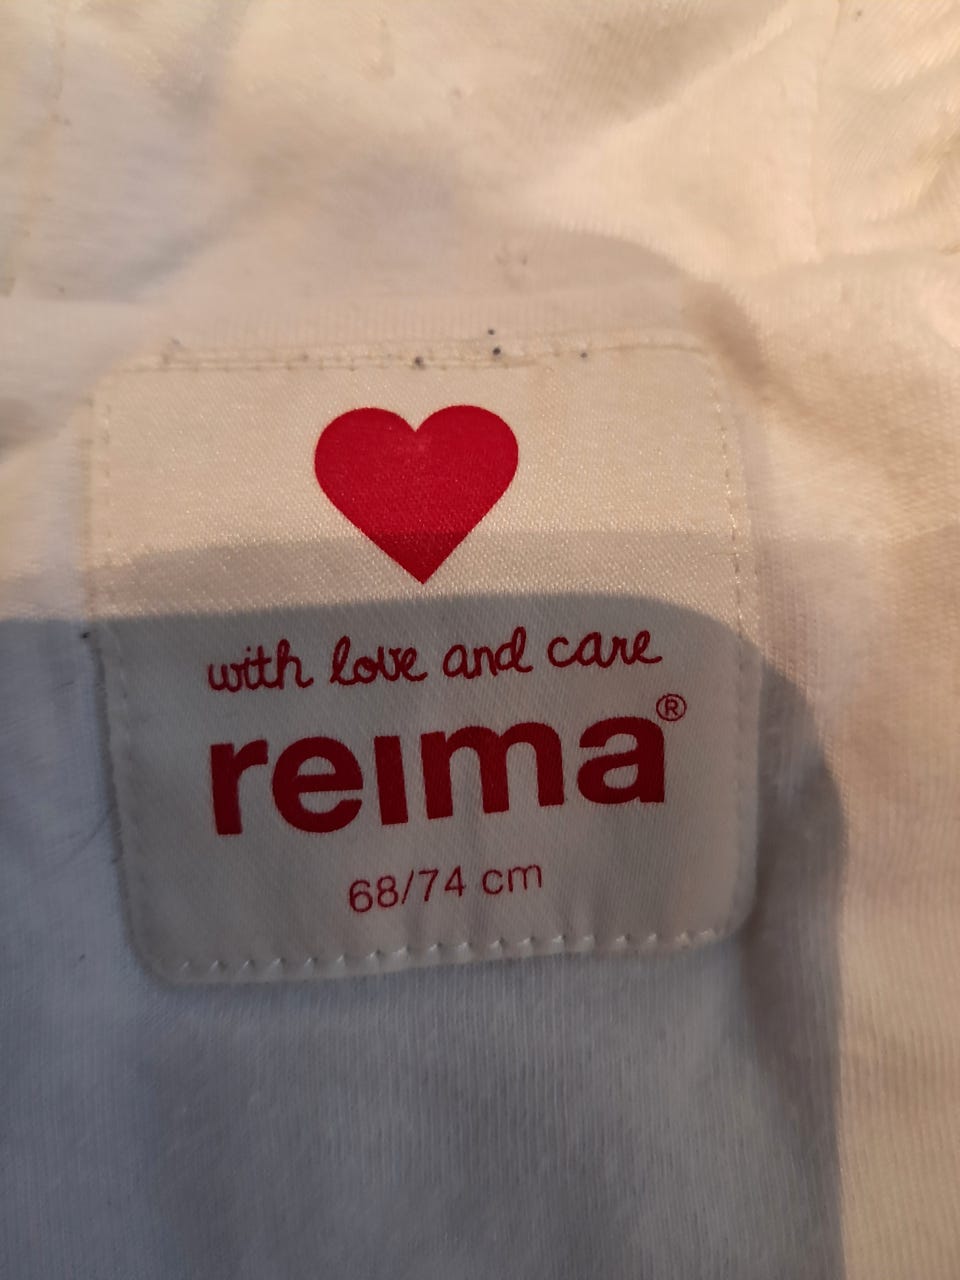 with love and care
reima®
68/74 cm